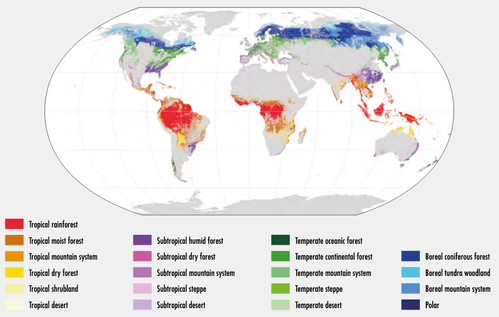 Tropical rainforest
Tropical moist forest
Tropical mountain system
Tropical dry forest
Tropical shrubland
Tropical desert
Subtropical humid forest
Subtropical dry forest
Subtropical mountain system
Subtropical steppe
Subtropical desert
Temperate oceanic forest
Temperate continental forest
Temperate mountain system
Temperate steppe
Temperate desert
Boreal coniferous forest
Boreal tundra woodland
Boreal mountain system
Polar